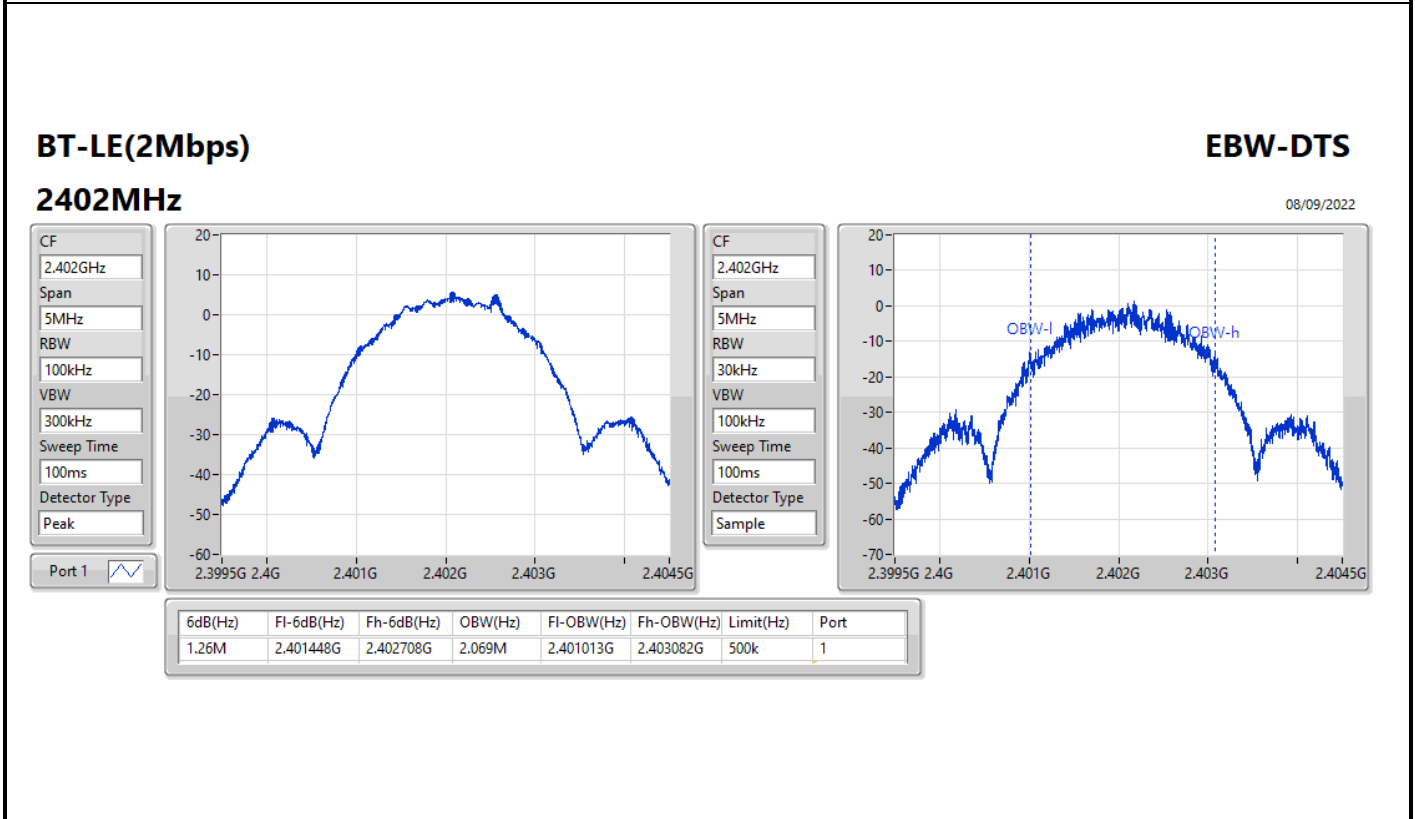 BT-LE(2Mbps)
EBW-DTS
2402MHz
08/09/2022
CF
2.402GHz
Span
5MHz
RBW
100kHz
VBW
300kHz
Sweep Time
100ms
Detector Type
Peak
Port 1
20
10
0
-10
-20
-30
-40
-50
-60
2.3995G 2.4G 2.401G 2.402G 2.403G 2.4045G
CF
2.402GHz
Span
5MHz
RBW
30kHz
VBW
100kHz
Sweep Time
100ms
Detector Type
Sample
20
10
0
-10
-20
-30
-40
-50
-60
-70
OBW-l
OBW-h
2.3995G 2.4G 2.401G 2.402G 2.403G 2.4045G
6dB(Hz) Fl-6dB(Hz) Fh-6dB(Hz) OBW(Hz) Fl-OBW(Hz) Fh-OBW(Hz) Limit(Hz) Port
1.26M 2.401448G 2.402708G 2.069M 2.401013G 2.403082G 500k 1